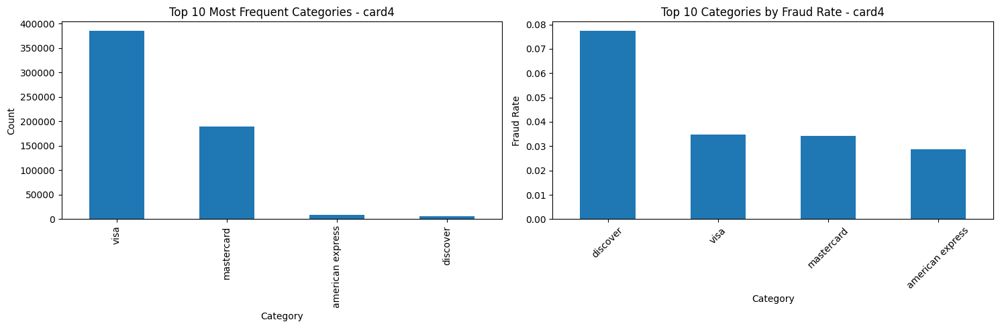 Top 10 Most Frequent Categories - card4
400000
350000
300000
250000
200000
150000
100000
50000
0
Count
visa
mastercard
american express
discover
Category
Top 10 Categories by Fraud Rate - card4
0.08
0.07
0.06
0.05
0.04
0.03
0.02
0.01
0.00
Fraud Rate
discover
visa
mastercard
american express
Category